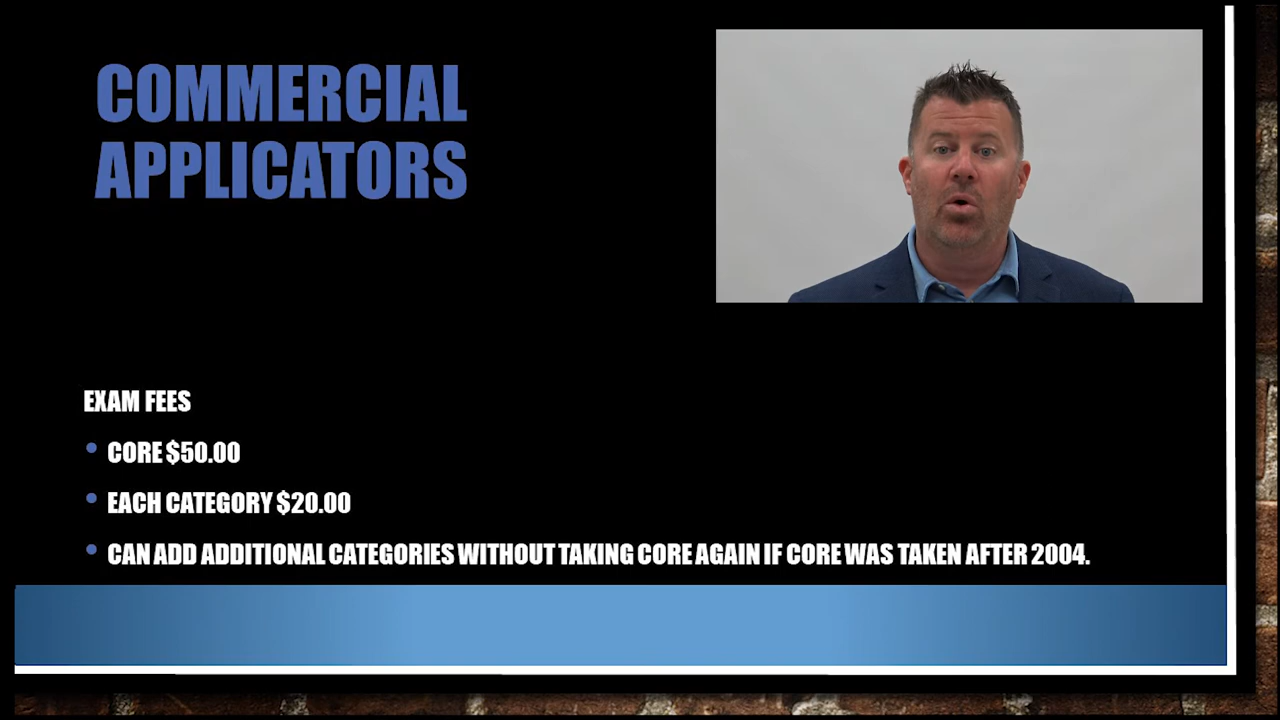 COMMERCIAL
APPLICATORS
EXAM FEES
• CORE $50.00
• EACH CATEGORY $20.00
• CAN ADD ADDITIONAL CATEGORIES WITHOUT TAKING CORE AGAIN IF CORE WAS TAKEN AFTER 2004.